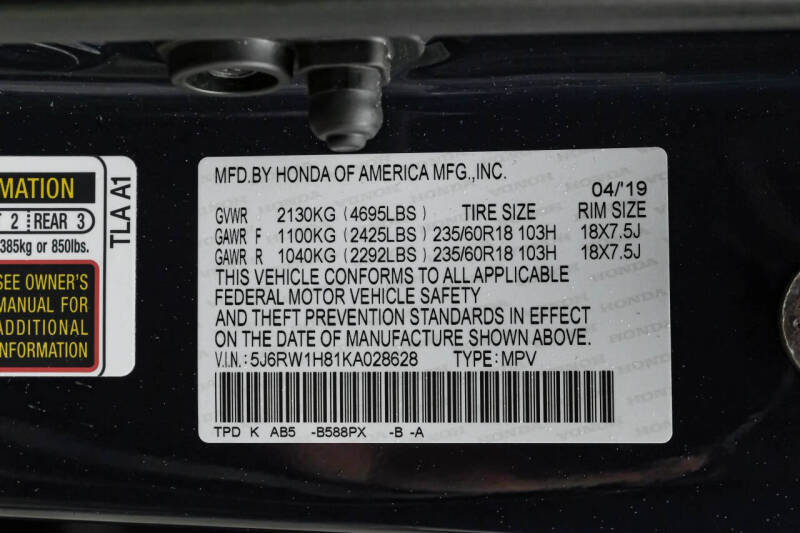 MATION
T 2 REAR 3
385kg or 850lbs.
SEE OWNER'S
MANUAL FOR
ADDITIONAL
INFORMATION
TLA A1
MFD.BY HONDA OF AMERICA MFG.,INC.
04/'19
GVWR 2130KG (4695LBS) TIRE SIZE RIM SIZE
GAWR F 1100KG (2425LBS) 235/60R18 103H 18X7.5J
GAWR R 1040KG (2292LBS) 235/60R18 103H 18X7.5J
THIS VEHICLE CONFORMS TO ALL APPLICABLE
FEDERAL MOTOR VEHICLE SAFETY
AND THEFT PREVENTION STANDARDS IN EFFECT
ON THE DATE OF MANUFACTURE SHOWN ABOVE.
V.I.N.: 5J6RW1H81KA028628 TYPE: MPV
TPD K AB5 -B588PX -B -A